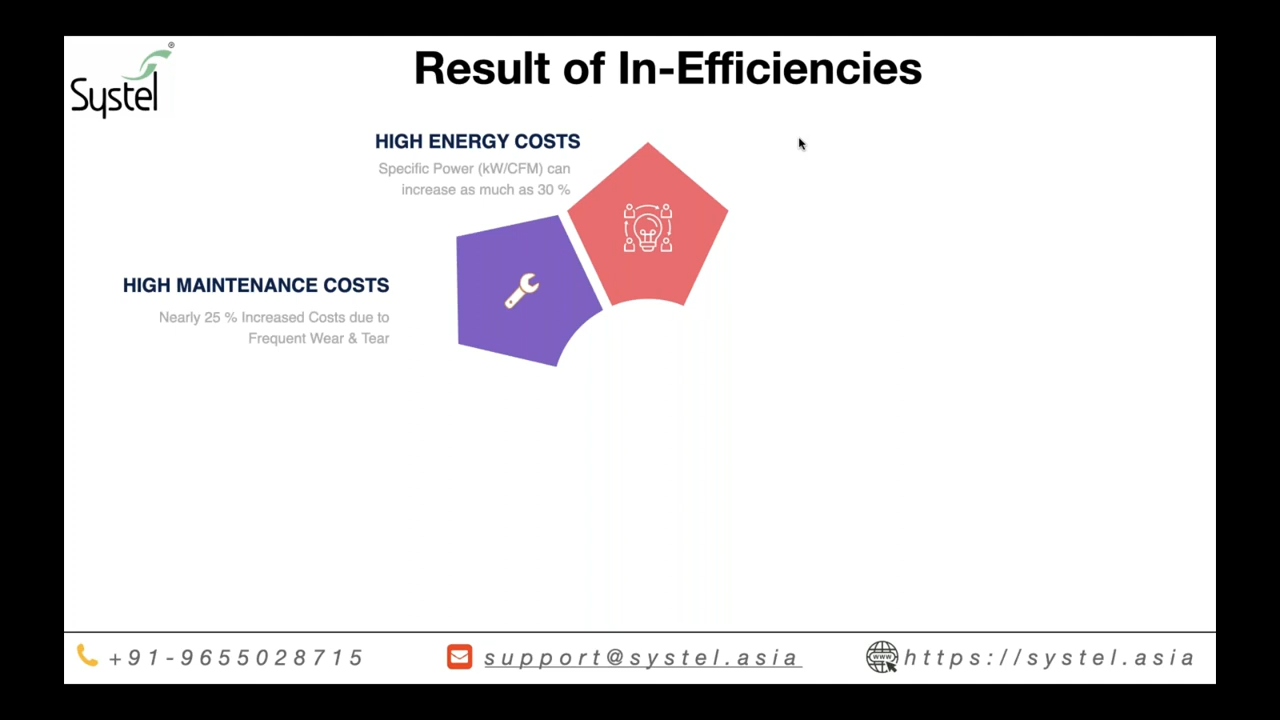 Systel®
Result of In-Efficiencies
HIGH ENERGY COSTS
Specific Power (kW/CFM) can
increase as much as 30 %
HIGH MAINTENANCE COSTS
Nearly 25 % Increased Costs due to
Frequent Wear & Tear
+91-9655028715
support@systel.asia
www
https://systel.asia